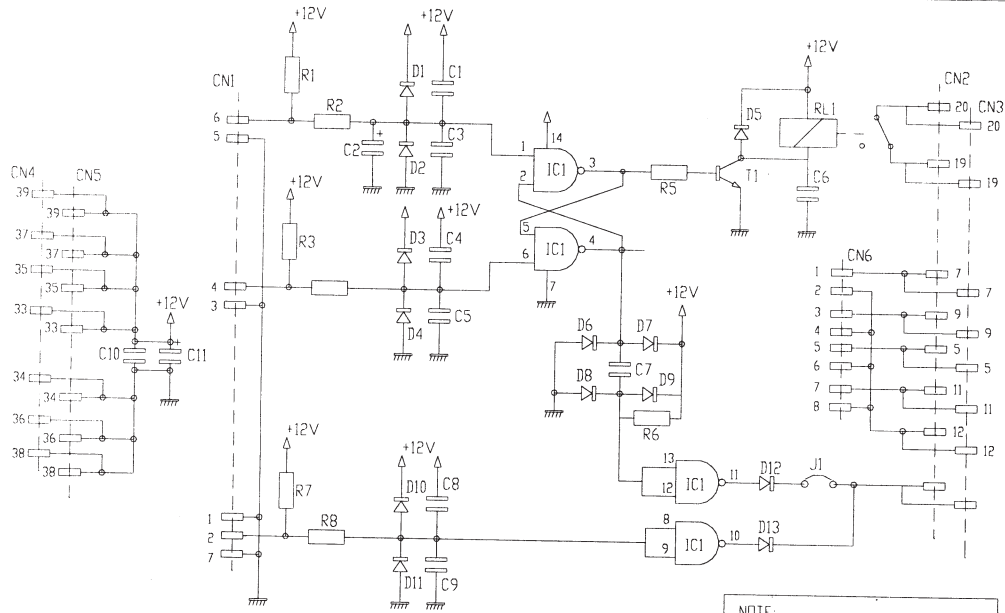 +12V
CN1
R1
6
5
R2
+
C2
D1
C1
D2
C3
+12V
R3
4
3
D3
+12V
C4
D4
C5
1
2
14
IC1
3
5
6
IC1
4
7
R5
T1
D5
+12V
RL1
C6
CN2
CN3
20
20
19
19
CN4
CN5
39
39
37
37
35
35
33
33
34
34
36
36
38
38
+12V
+
C10
C11
+12V
D6
D7
C7
D8
D9
R6
CN6
1
2
3
4
5
6
7
8
7
7
9
9
5
5
11
11
12
12
+12V
R7
R8
1
2
7
+12V
D10
C8
D11
C9
13
12
IC1
11
D12
J1
8
9
IC1
10
D13
NOTE: